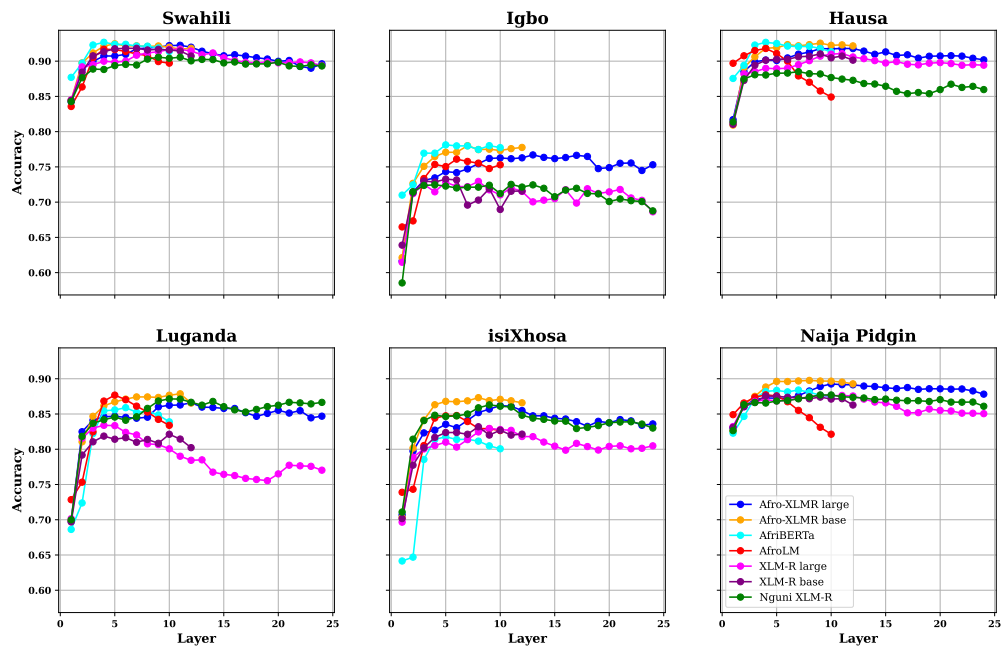 Swahili
Igbo
Hausa
Accuracy
0.90
0.85
0.80
0.75
0.70
0.65
0.60
Luganda
isiXhosa
Naija Pidgin
Accuracy
0.90
0.85
0.80
0.75
0.70
0.65
0.60
Afro-XLMR large
Afro-XLMR base
AfriBERTa
AfroLM
XLM-R large
XLM-R base
Nguni XLM-R
0 5 10 15 20 25
0 5 10 15 20 25
0 5 10 15 20 25
Layer
Layer
Layer